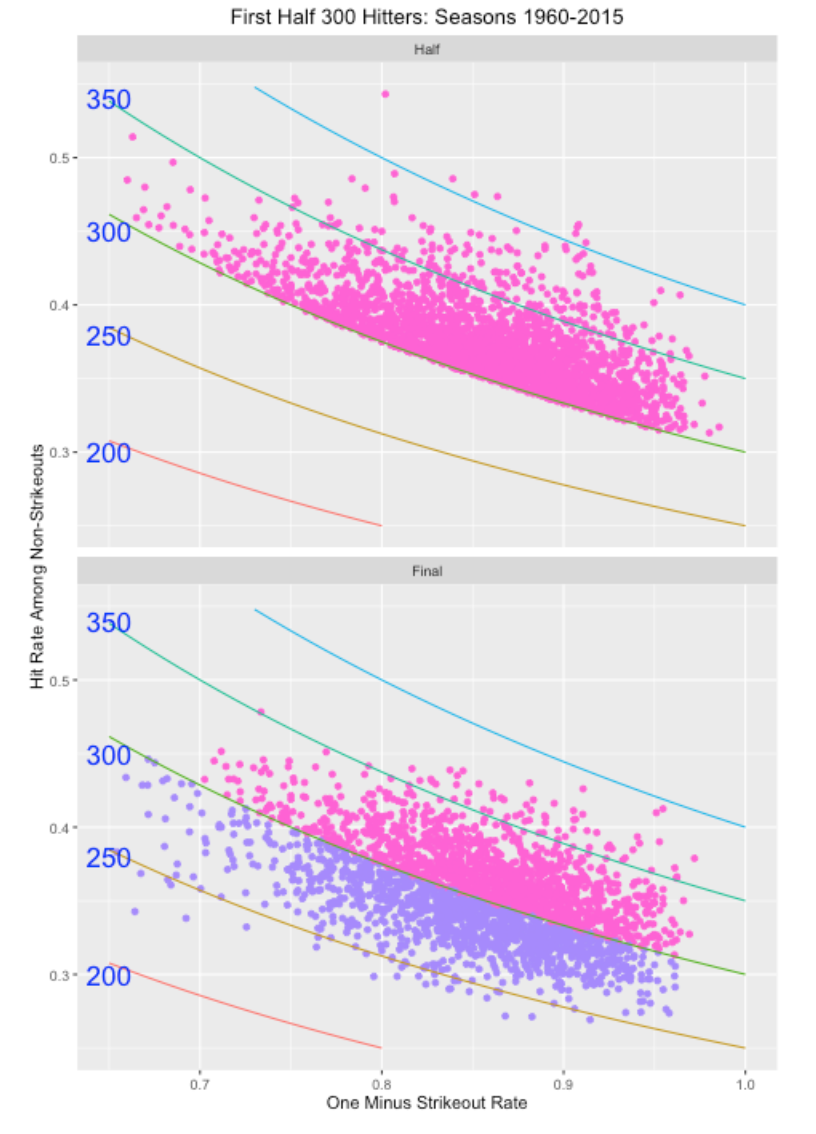 First Half 300 Hitters: Seasons 1960-2015
Half
350
300
250
200
0.5
0.4
0.3
Hit Rate Among Non-Strikeouts
Final
350
300
250
200
0.5
0.4
0.3
0.7 0.8 0.9 1.0
One Minus Strikeout Rate